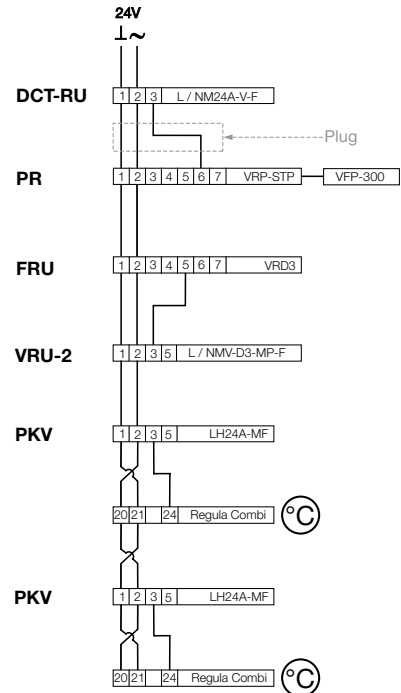 24V
⊥ ~
DCT-RU 1 2 3 L / NM24A-V-F
Plug
PR 1 2 3 4 5 6 7 VRP-STP VFP-300
FRU 1 2 3 4 5 6 7 VRD3
VRU-2 1 2 3 5 L / NMV-D3-MP-F
PKV 1 2 3 5 LH24A-MF
20 21 24 Regula Combi °C
PKV 1 2 3 5 LH24A-MF
20 21 24 Regula Combi °C